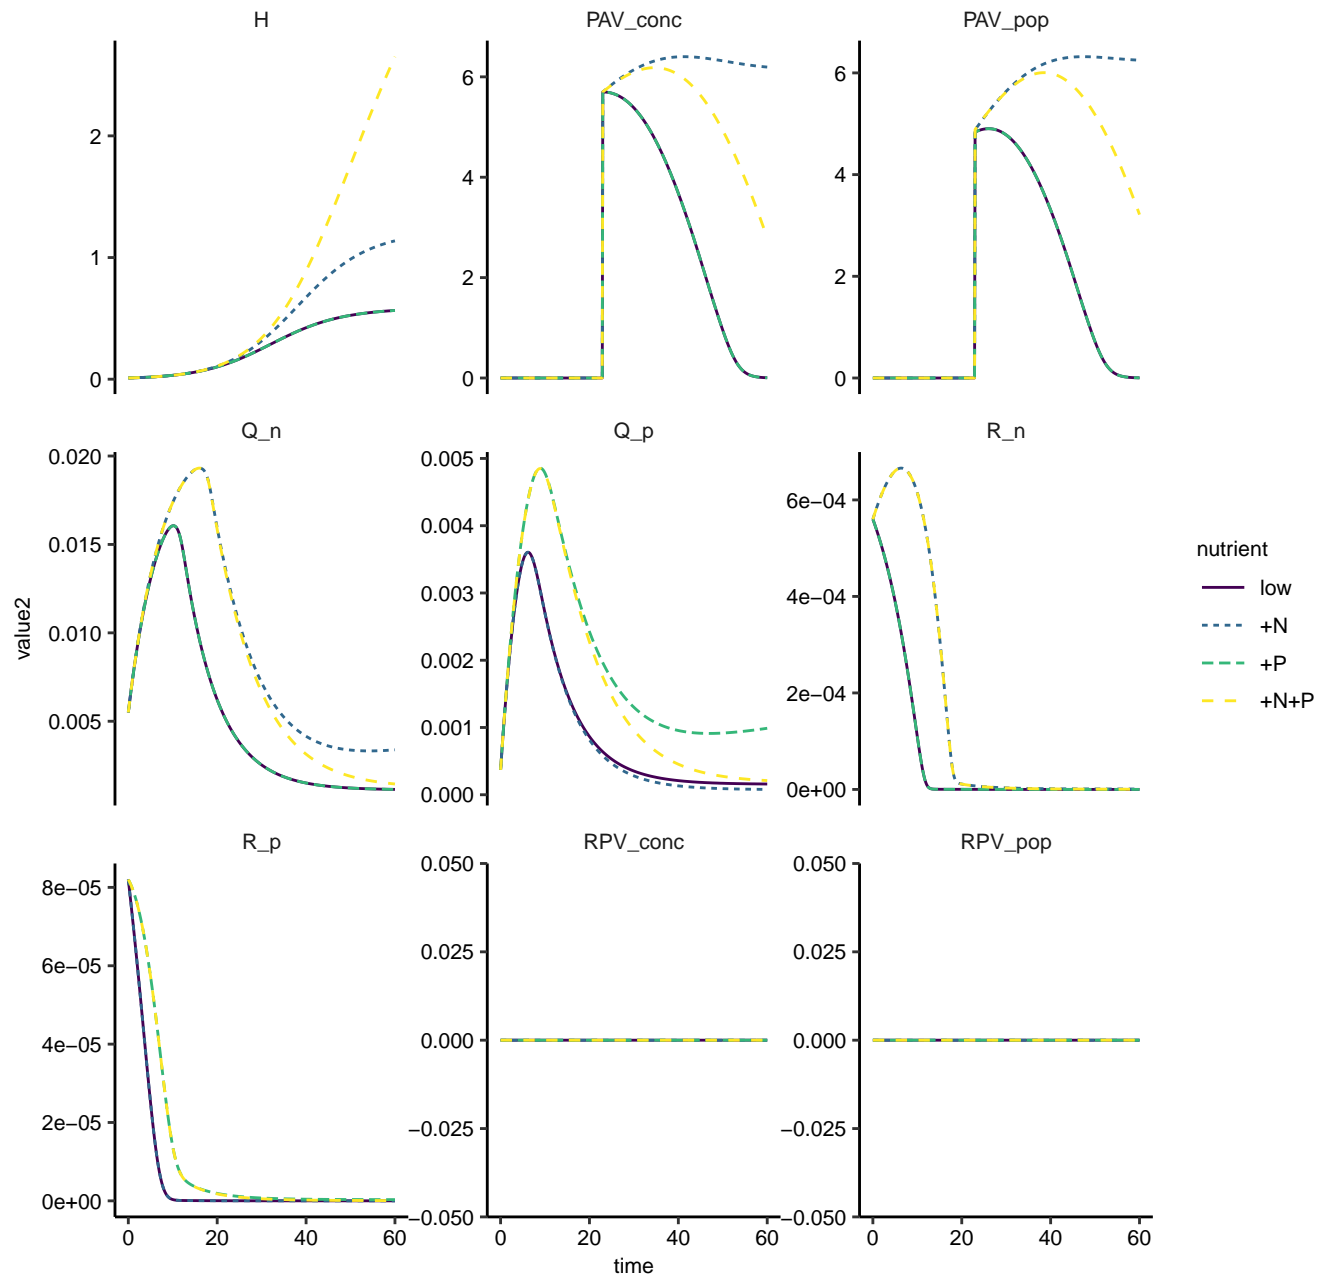 H
PAV_conc
PAV_pop
2
1
0
6
4
2
0
6
4
2
0
Q_n
Q_p
R_n
0.020
0.015
0.010
0.005
0.005
0.004
0.003
0.002
0.001
0.000
6e−04
4e−04
2e−04
0e+00
R_p
RPV_conc
RPV_pop
8e−05
6e−05
4e−05
2e−05
0e+00
0.050
0.025
0.000
−0.025
−0.050
0.050
0.025
0.000
−0.025
−0.050
0 20 40 60
0 20 40 60
0 20 40 60
time
value2
nutrient
low
+N
+P
+N+P